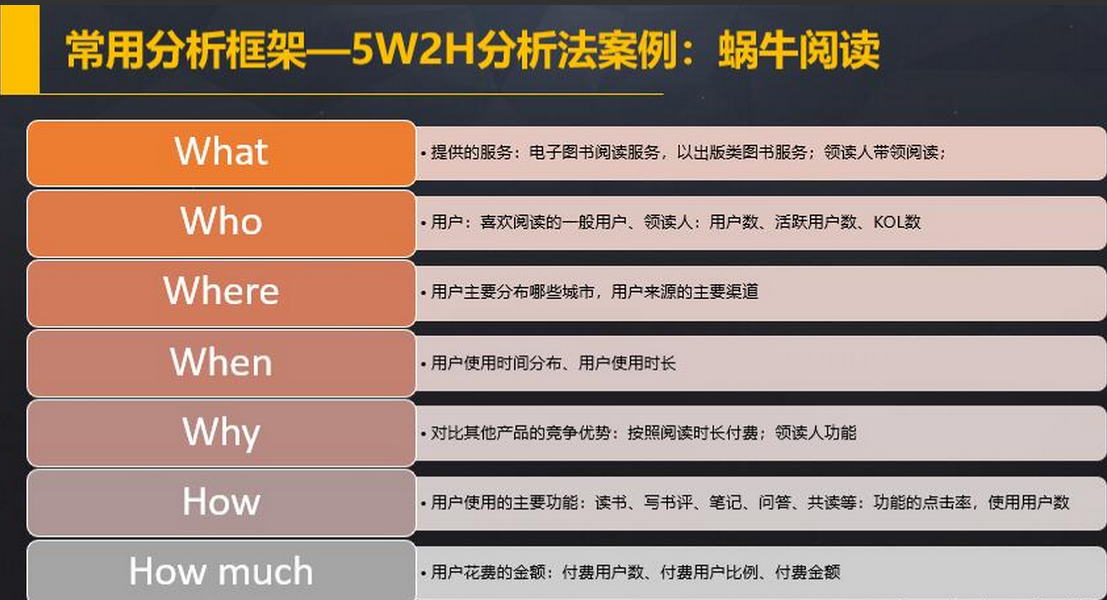 常用分析框架—5W2H分析法案例：蜗牛阅读
What
•提供的服务：电子图书阅读服务，以出版类图书服务；领读人带领阅读；
Who
•用户：喜欢阅读的一般用户、领读人：用户数、活跃用户数、KOL数
Where
•用户主要分布哪些城市，用户来源的主要渠道
When
•用户使用时间分布、用户使用时长
Why
•对比其他产品的竞争优势：按照阅读时长付费；领读人功能
How
•用户使用的主要功能：读书、写书评、笔记、问答、共读等：功能的点击率，使用用户数
How much
•用户花费的金额：付费用户数、付费用户比例、付费金额